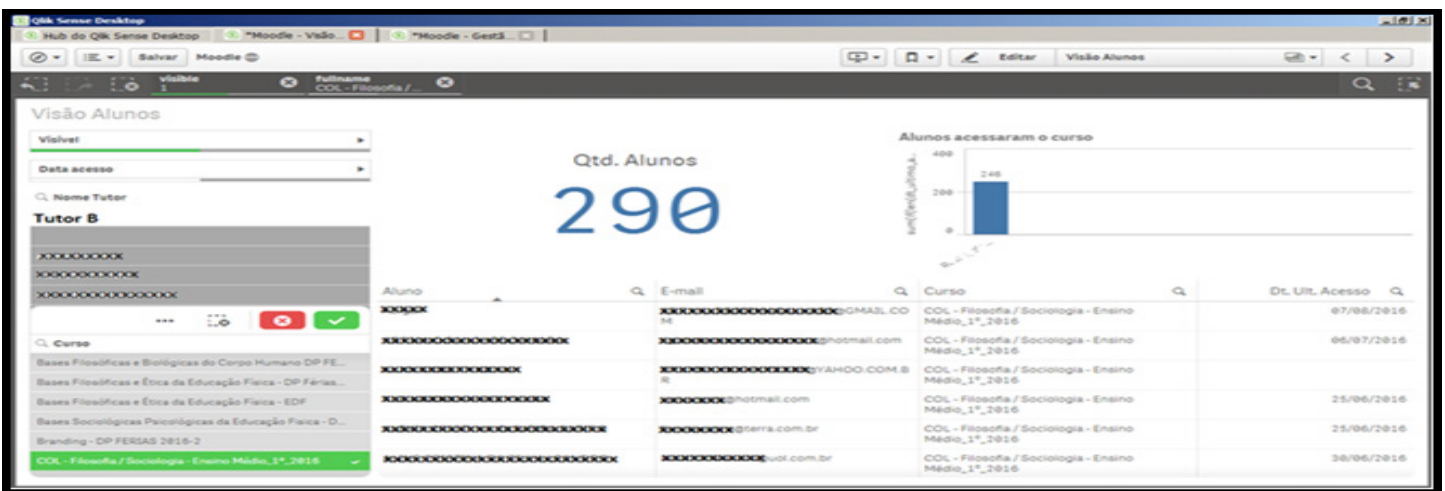 Qlik Sense Desktop
Hub do Qlik Sense Desktop
*Moodle - Visão...
*Moodle - Gestã...
Salvar
Moodle
Editar
Visão Alunos
visible
1
fullname
COL - Filosofia / ...
Visão Alunos
Visivel
Data acesso
Nome Tutor
Tutor B
XXXXXXXXXX
XXXXXXXXXXXX
XXXXXXXXXXXXXXXX
Curso
Bases Filosóficas e Biológicas do Corpo Humano DP FE...
Bases Filosóficas e Ética da Educação Física - DP Férias...
Bases Filosóficas e Ética da Educação Física - EDF
Bases Sociológicas Psicológicas da Educação Física - D...
Branding - DP FERIAS 2016-2
COL - Filosofia / Sociologia - Ensino Médio_1º_2016
Qtd. Alunos
290
Alunos acessaram o curso
400
246
200
0
Aluno E-mail Curso Dt. Ult. Acesso
@GMAIL.CO COL - Filosofia / Sociologia - Ensino 07/08/2016
M Médio_1º_2016
@hotmail.com COL - Filosofia / Sociologia - Ensino 06/07/2016
Médio_1º_2016
@YAHOO.COM.B COL - Filosofia / Sociologia - Ensino
R Médio_1º_2016
@hotmail.com COL - Filosofia / Sociologia - Ensino 25/06/2016
Médio_1º_2016
@terra.com.br COL - Filosofia / Sociologia - Ensino 25/06/2016
Médio_1º_2016
uol.com.br COL - Filosofia / Sociologia - Ensino 30/06/2016
Médio_1º_2016